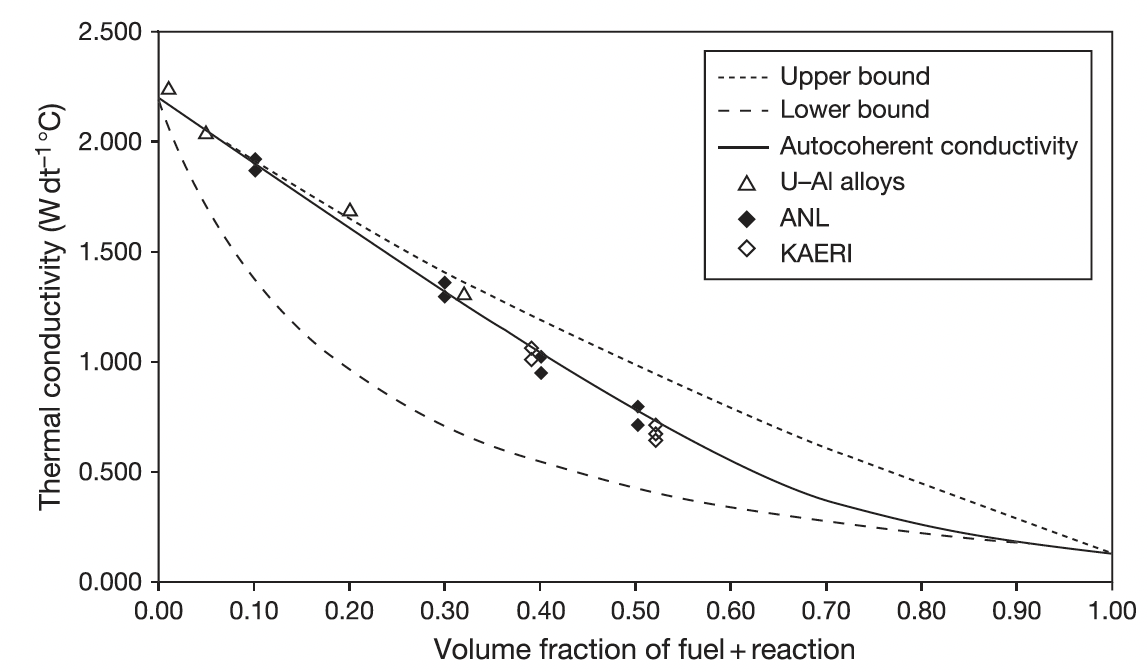 2.500
2.000
1.500
1.000
0.500
0.000
Thermal conductivity (W dt⁻¹ °C)
Upper bound
Lower bound
Autocoherent conductivity
U–Al alloys
ANL
KAERI
0.00 0.10 0.20 0.30 0.40 0.50 0.60 0.70 0.80 0.90 1.00
Volume fraction of fuel + reaction